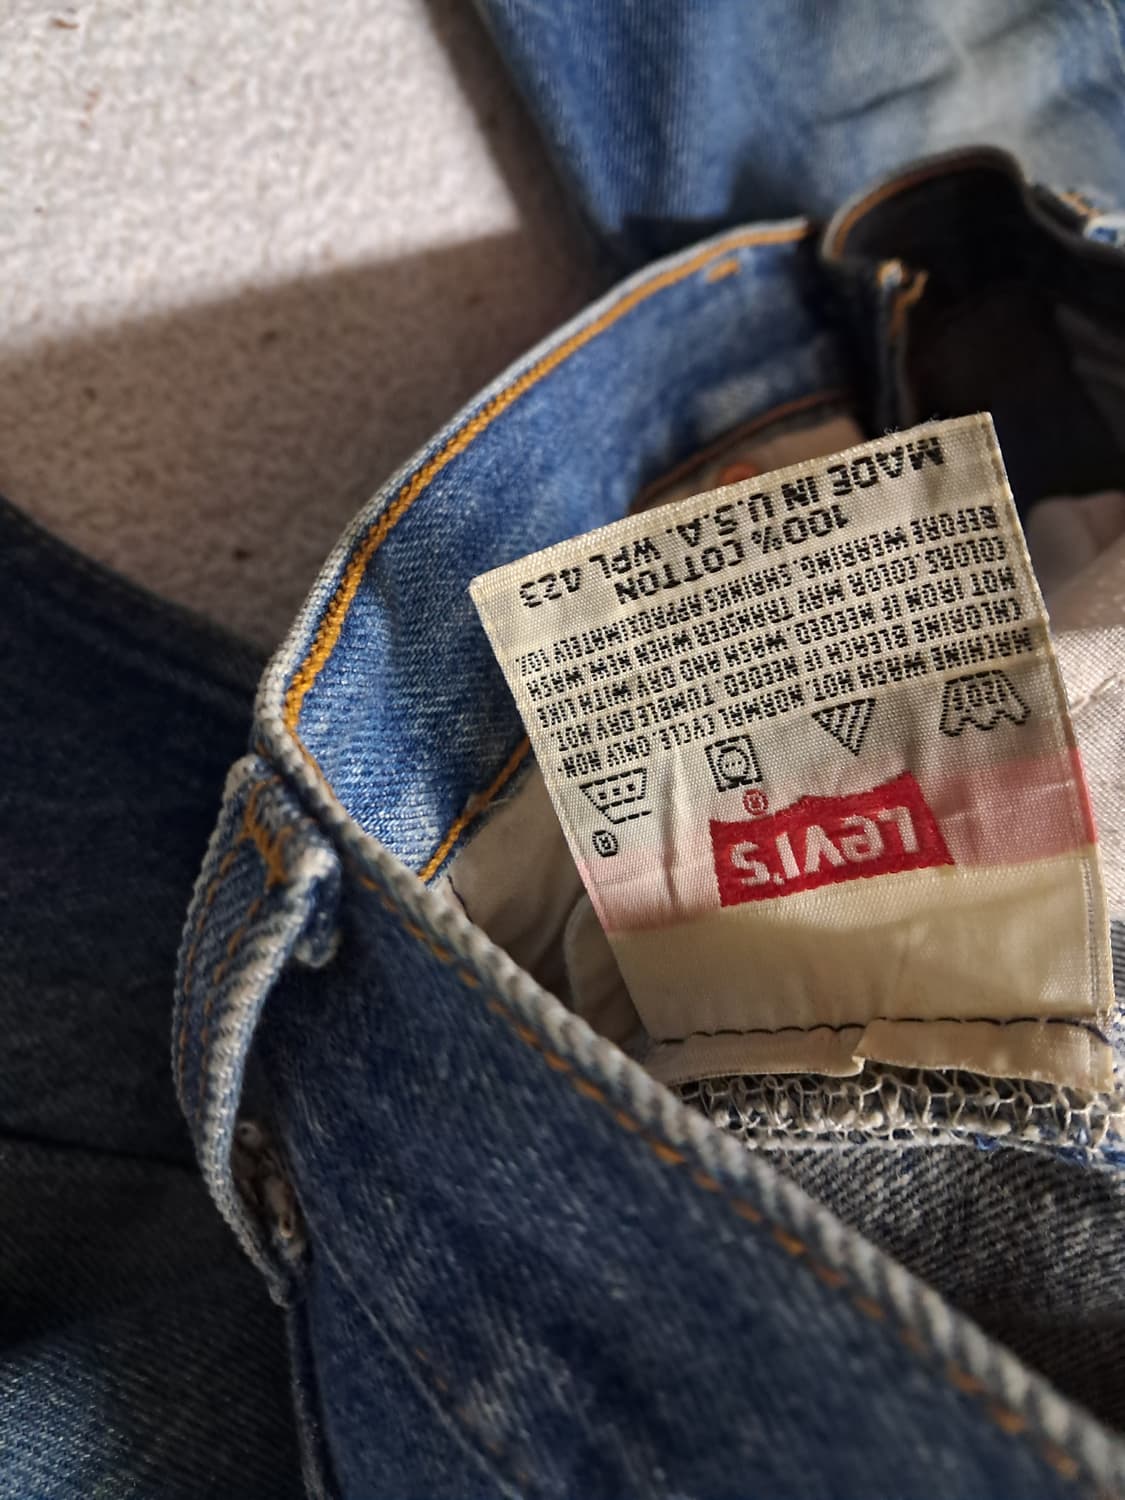 Levi's®
®
MACHINE WASH HOT NORMAL CYCLE ONLY NON-
CHLORINE BLEACH IF NEEDED. TUMBLE DRY HOT.
HOT IRON IF NEEDED WASH AND DRY WITH LIKE
COLORS COLOR MAY TRANSFER WHEN NEW. WASH
BEFORE WEARING. SHRINKS APPROXIMATELY 10%
100% COTTON
MADE IN U.S.A. WPL 423